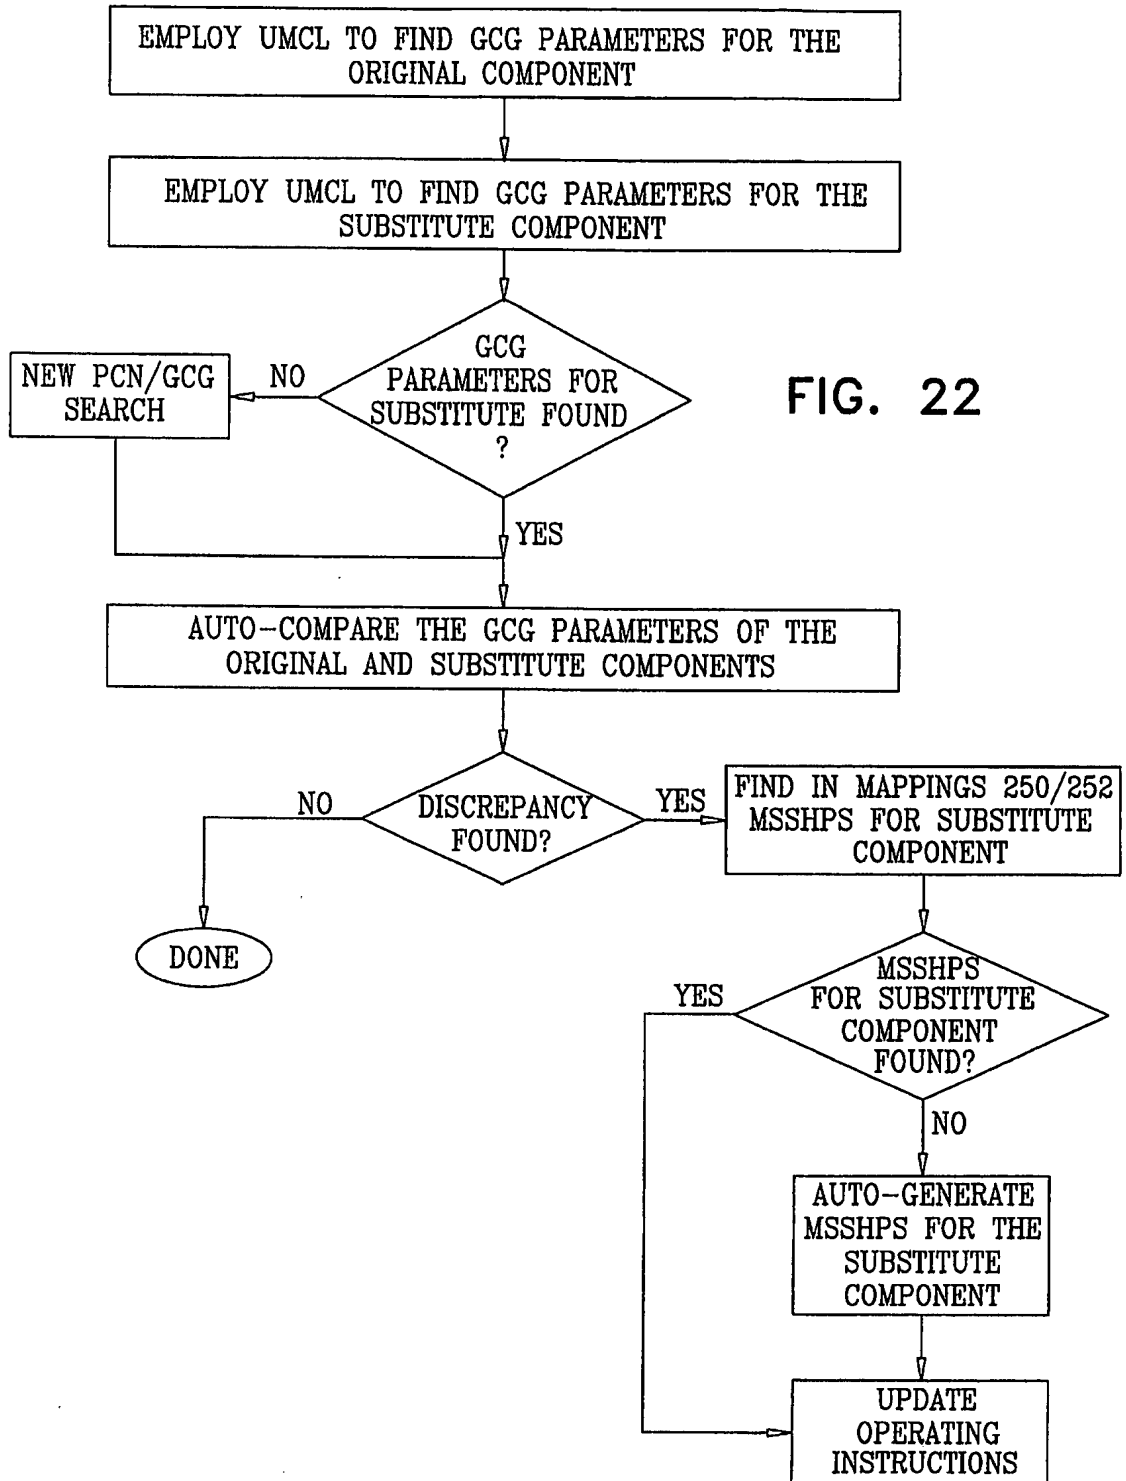 EMPLOY UMCL TO FIND GCG PARAMETERS FOR THE
ORIGINAL COMPONENT
EMPLOY UMCL TO FIND GCG PARAMETERS FOR THE
SUBSTITUTE COMPONENT
GCG
PARAMETERS FOR
SUBSTITUTE FOUND
?
NO
NEW PCN/GCG
SEARCH
FIG. 22
YES
AUTO-COMPARE THE GCG PARAMETERS OF THE
ORIGINAL AND SUBSTITUTE COMPONENTS
DISCREPANCY
FOUND?
NO
DONE
YES
FIND IN MAPPINGS 250/252
MSSHPS FOR SUBSTITUTE
COMPONENT
MSSHPS
FOR SUBSTITUTE
COMPONENT
FOUND?
YES
NO
AUTO-GENERATE
MSSHPS FOR THE
SUBSTITUTE
COMPONENT
UPDATE
OPERATING
INSTRUCTIONS